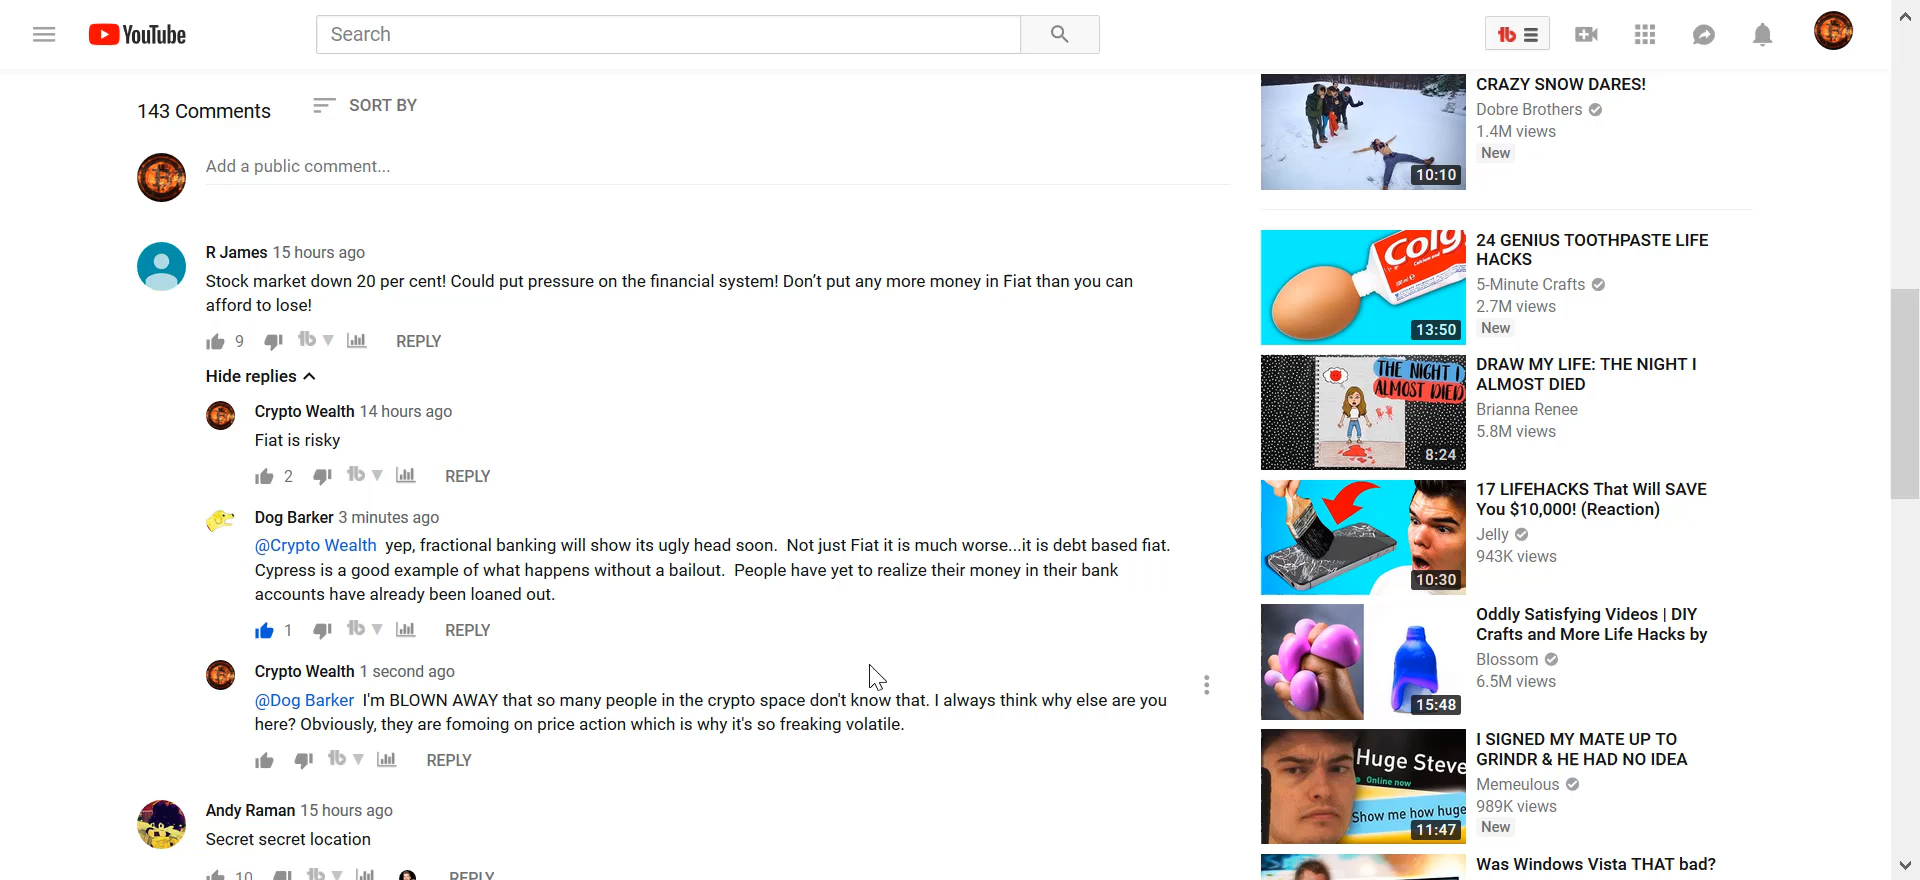 YouTube
Search
tb
143 Comments
SORT BY
Add a public comment...
R James 15 hours ago
Stock market down 20 per cent! Could put pressure on the financial system! Don't put any more money in Fiat than you can
afford to lose!
9
tb
REPLY
Hide replies
Crypto Wealth 14 hours ago
Fiat is risky
2
tb
REPLY
Dog Barker 3 minutes ago
@Crypto Wealth yep, fractional banking will show its ugly head soon. Not just Fiat it is much worse...it is debt based fiat.
Cypress is a good example of what happens without a bailout. People have yet to realize their money in their bank
accounts have already been loaned out.
1
tb
REPLY
Crypto Wealth 1 second ago
@Dog Barker I'm BLOWN AWAY that so many people in the crypto space don't know that. I always think why else are you
here? Obviously, they are fomoing on price action which is why it's so freaking volatile.
tb
REPLY
Andy Raman 15 hours ago
Secret secret location
10
tb
REPLY
10:10
CRAZY SNOW DARES!
Dobre Brothers
1.4M views
New
Colg
13:50
24 GENIUS TOOTHPASTE LIFE
HACKS
5-Minute Crafts
2.7M views
New
THE NIGHT I
ALMOST DIED
8:24
DRAW MY LIFE: THE NIGHT I
ALMOST DIED
Brianna Renee
5.8M views
10:30
17 LIFEHACKS That Will SAVE
You $10,000! (Reaction)
Jelly
943K views
15:48
Oddly Satisfying Videos | DIY
Crafts and More Life Hacks by
Blossom
6.5M views
Huge Steve
Online now
Show me how huge
11:47
I SIGNED MY MATE UP TO
GRINDR & HE HAD NO IDEA
Memeulous
989K views
New
Was Windows Vista THAT bad?